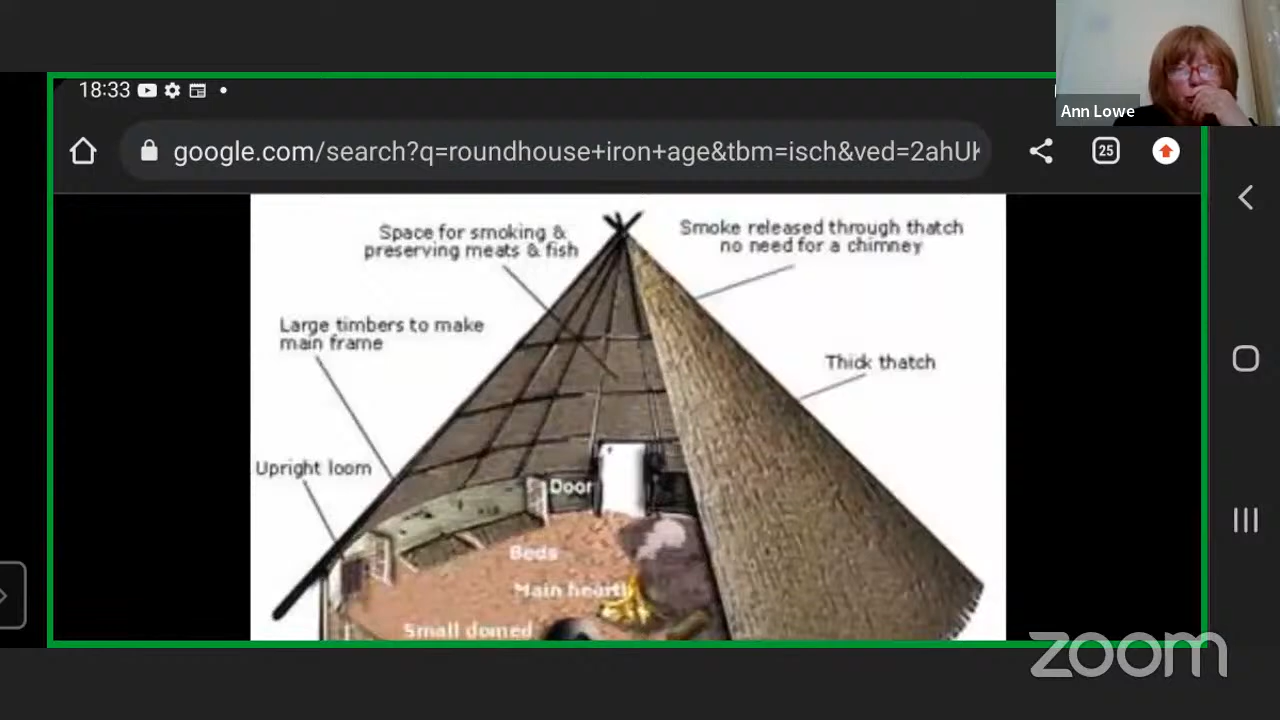 18:33
Ann Lowe
google.com/search?q=roundhouse+iron+age&tbm=isch&ved=2ahUK
25
Space for smoking &
preserving meats & fish
Smoke released through thatch
no need for a chimney
Large timbers to make
main frame
Thick thatch
Upright loom
Door
Beds
Main hearth
Small domed
zoom